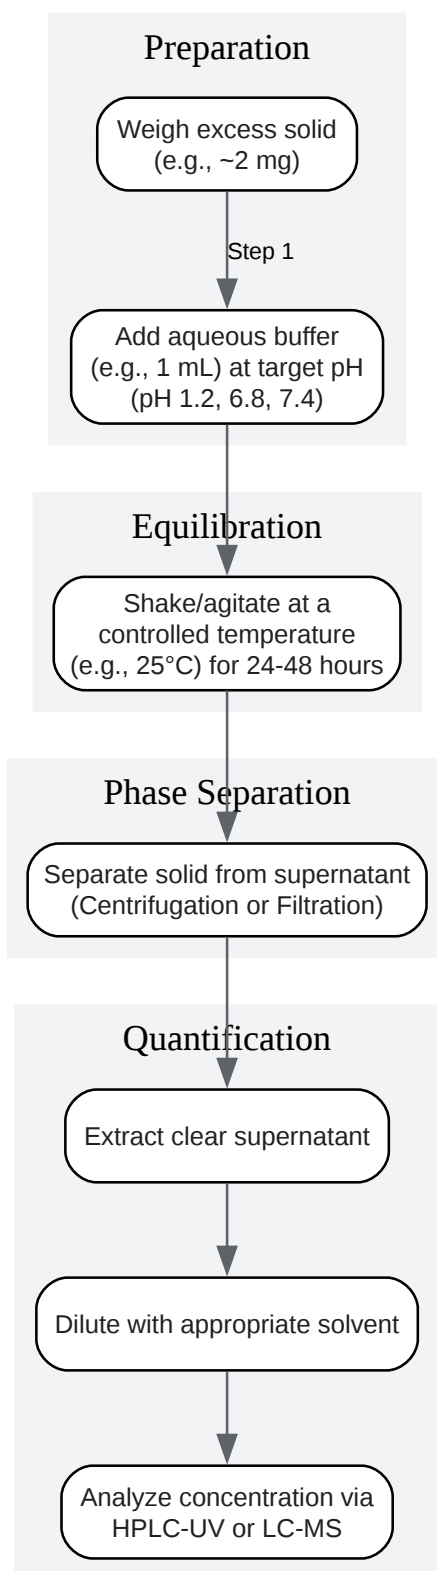 Preparation
Weigh excess solid
(e.g., ~2 mg)
Step 1
Add aqueous buffer
(e.g., 1 mL) at target pH
(pH 1.2, 6.8, 7.4)
Equilibration
Shake/agitate at a
controlled temperature
(e.g., 25°C) for 24-48 hours
Phase Separation
Separate solid from supernatant
(Centrifugation or Filtration)
Quantification
Extract clear supernatant
Dilute with appropriate solvent
Analyze concentration via
HPLC-UV or LC-MS